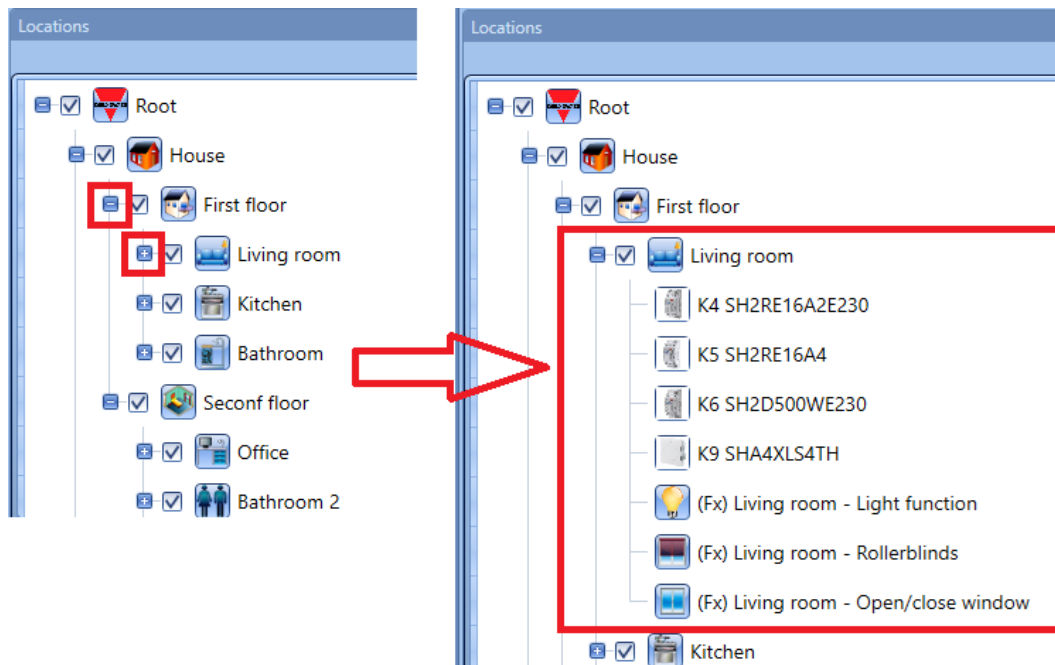 Locations
Root
House
First floor
Living room
Kitchen
Bathroom
Seconf floor
Office
Bathroom 2
Locations
Root
House
First floor
Living room
K4 SH2RE16A2E230
K5 SH2RE16A4
K6 SH2D500WE230
K9 SHA4XLS4TH
(Fx) Living room - Light function
(Fx) Living room - Rollerblinds
(Fx) Living room - Open/close window
Kitchen